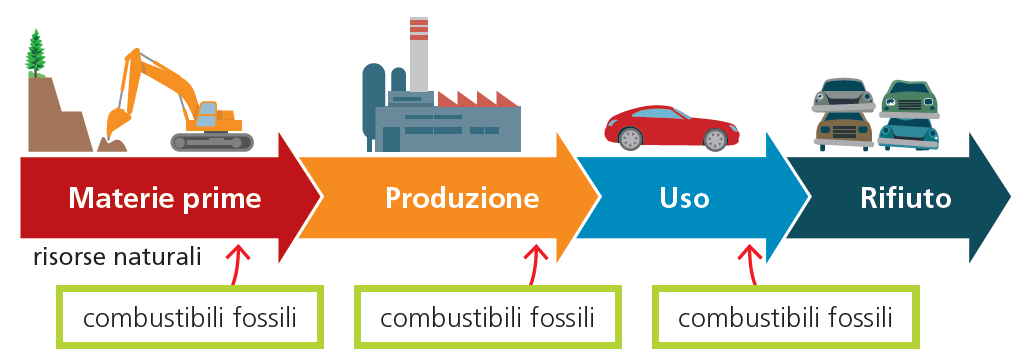 Materie prime
Produzione
Uso
Rifiuto
risorse naturali
combustibili fossili
combustibili fossili
combustibili fossili